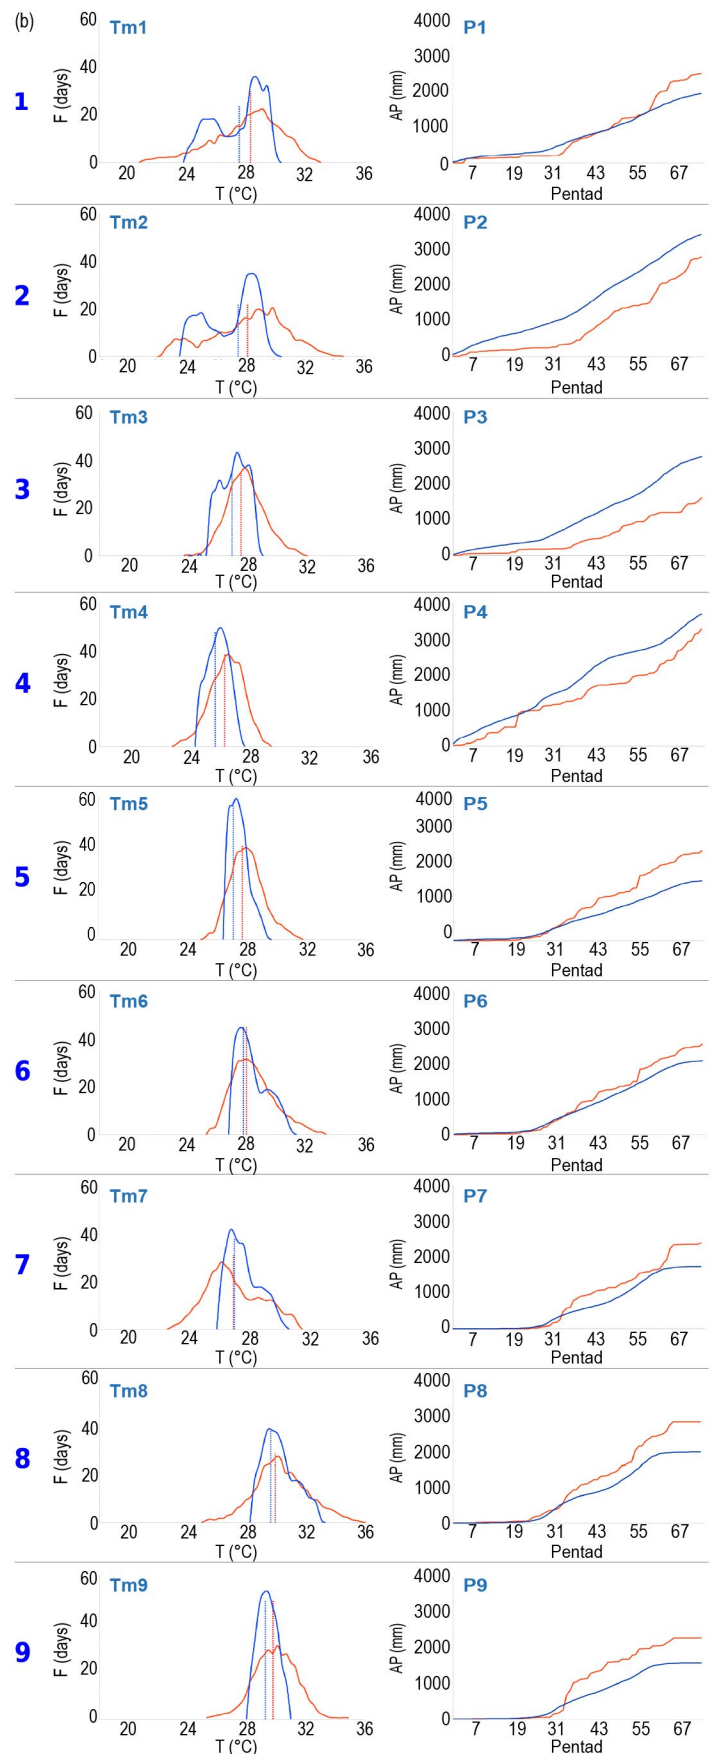 (b)
1
Tm1
F (days)
60
40
20
0
20 24 28 32 36
T (°C)
P1
AP (mm)
4000
3000
2000
1000
0
7 19 31 43 55 67
Pentad
2
Tm2
F (days)
60
40
20
0
20 24 28 32 36
T (°C)
P2
AP (mm)
4000
3000
2000
1000
0
7 19 31 43 55 67
Pentad
3
Tm3
F (days)
60
40
20
0
20 24 28 32 36
T (°C)
P3
AP (mm)
4000
3000
2000
1000
0
7 19 31 43 55 67
Pentad
4
Tm4
F (days)
60
40
20
0
20 24 28 32 36
T (°C)
P4
AP (mm)
4000
3000
2000
1000
0
7 19 31 43 55 67
Pentad
5
Tm5
F (days)
60
40
20
0
20 24 28 32 36
T (°C)
P5
AP (mm)
4000
3000
2000
1000
0
7 19 31 43 55 67
Pentad
6
Tm6
F (days)
60
40
20
0
20 24 28 32 36
T (°C)
P6
AP (mm)
4000
3000
2000
1000
0
7 19 31 43 55 67
Pentad
7
Tm7
F (days)
60
40
20
0
20 24 28 32 36
T (°C)
P7
AP (mm)
4000
3000
2000
1000
0
7 19 31 43 55 67
Pentad
8
Tm8
F (days)
60
40
20
0
20 24 28 32 36
T (°C)
P8
AP (mm)
4000
3000
2000
1000
0
7 19 31 43 55 67
Pentad
9
Tm9
F (days)
60
40
20
0
20 24 28 32 36
T (°C)
P9
AP (mm)
4000
3000
2000
1000
0
7 19 31 43 55 67
Pentad